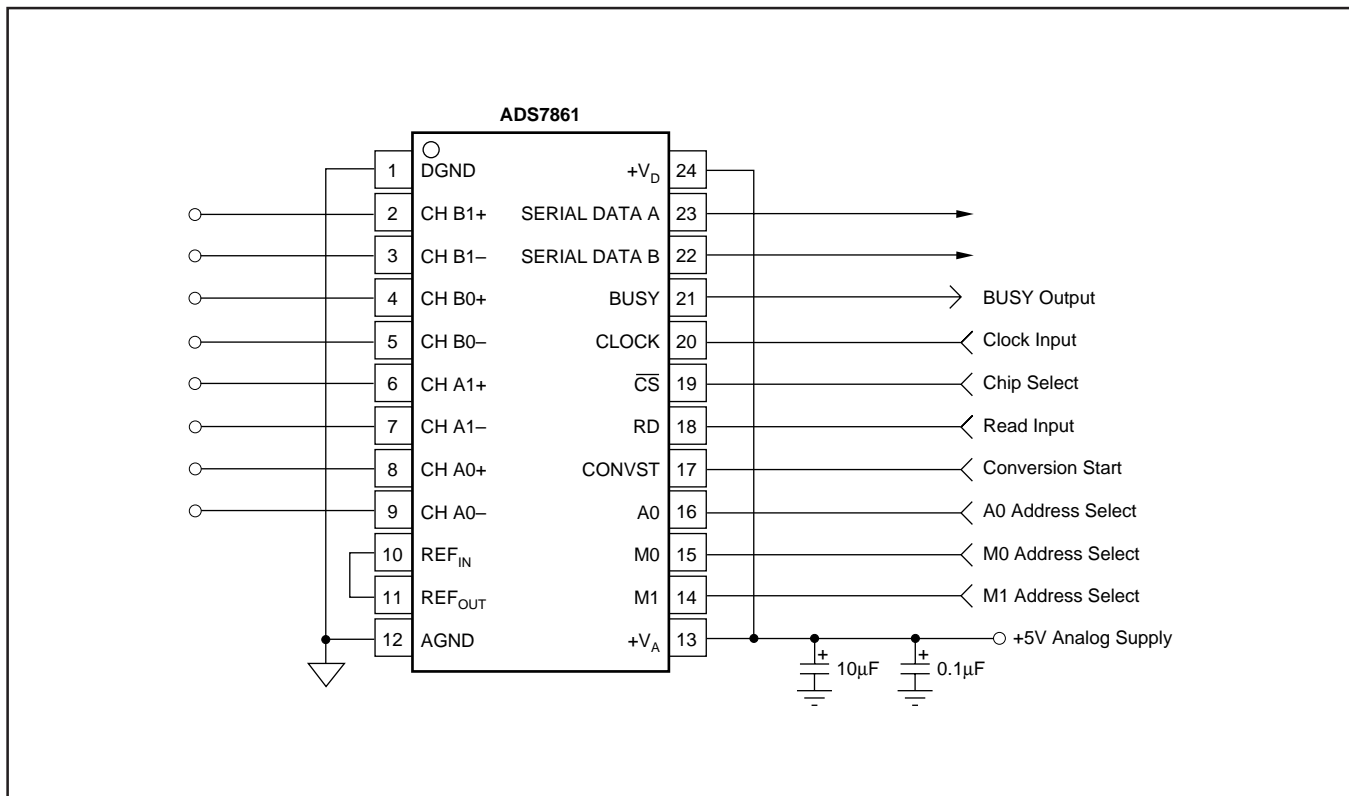 ADS7861
1 DGND +VD 24
2 CH B1+ SERIAL DATA A 23
3 CH B1– SERIAL DATA B 22
4 CH B0+ BUSY 21 BUSY Output
5 CH B0– CLOCK 20 Clock Input
6 CH A1+ CS 19 Chip Select
7 CH A1– RD 18 Read Input
8 CH A0+ CONVST 17 Conversion Start
9 CH A0– A0 16 A0 Address Select
10 REFIN M0 15 M0 Address Select
11 REFOUT M1 14 M1 Address Select
12 AGND +VA 13 +5V Analog Supply
+ 10μF + 0.1μF